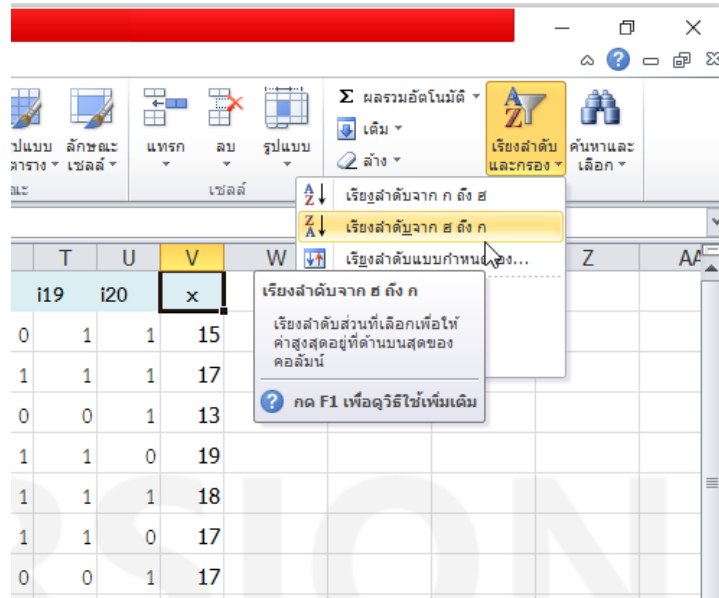 Σ ผลรวมอัตโนมัติ
เติม
ล้าง
ลักษณะ
เซลล์
แทรก
ลบ
รูปแบบ
เซลล์
เรียงลำดับ
และกรอง
ค้นหาและ
เลือก
เรียงลำดับจาก ก ถึง ฮ
เรียงลำดับจาก ฮ ถึง ก
เรียงลำดับแบบกำหนดเอง...
เรียงลำดับจาก ฮ ถึง ก
เรียงลำดับส่วนที่เลือกเพื่อให้
ค่าสูงสุดอยู่ที่ด้านบนสุดของ
คอลัมน์
กด F1 เพื่อดูวิธีใช้เพิ่มเติม
T U V W Z AA
i19 i20 x
0 1 1 15
1 1 1 17
0 0 1 13
1 1 0 19
1 1 1 18
1 1 0 17
0 0 1 17
RSION